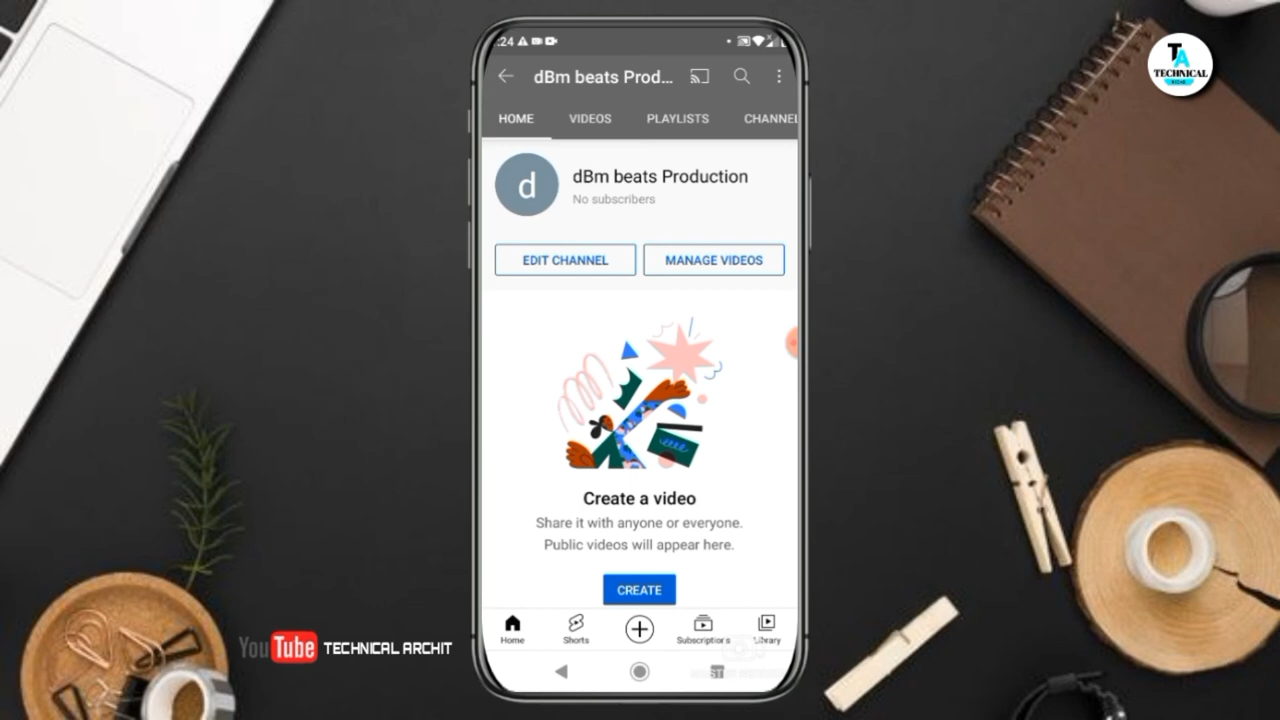 :24
dBm beats Prod...
HOME VIDEOS PLAYLISTS CHANNEL
d
dBm beats Production
No subscribers
EDIT CHANNEL MANAGE VIDEOS
Create a video
Share it with anyone or everyone.
Public videos will appear here.
CREATE
Home Shorts Subscriptions Library
TA
TECHNICAL
YouTube TECHNICAL ARCHIT